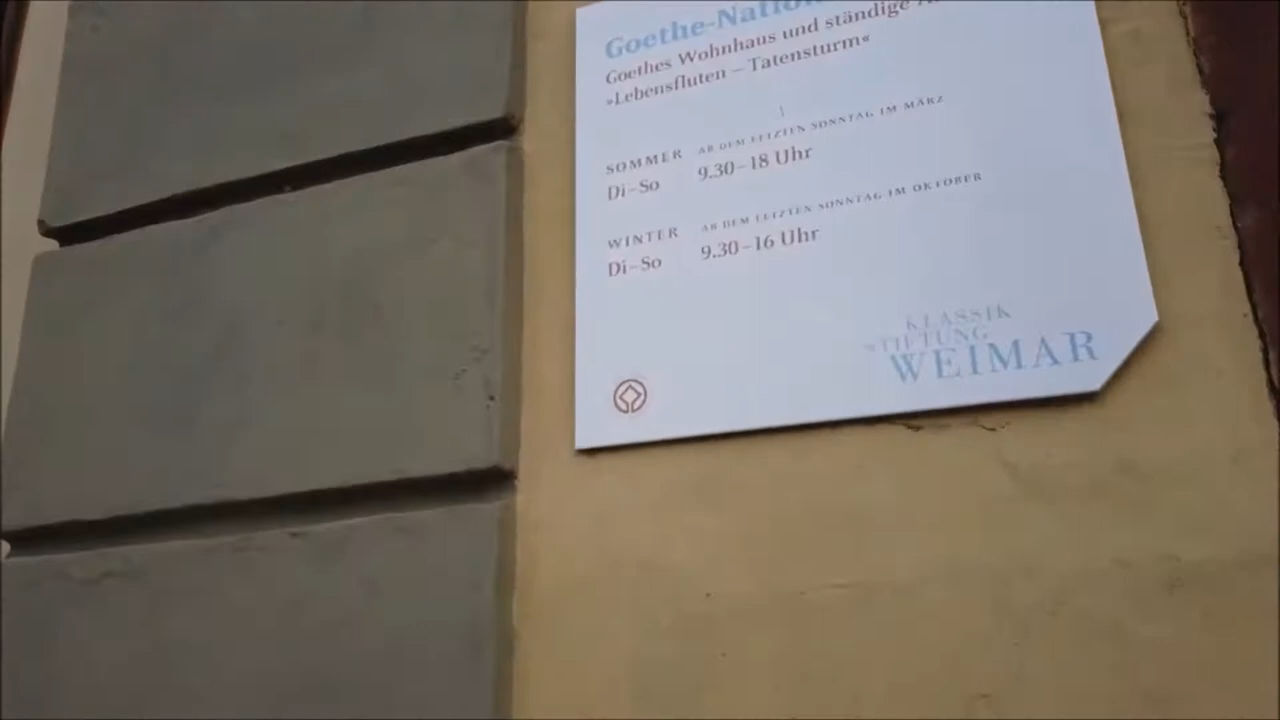 Goethe-Nation
Goethes Wohnhaus und ständige
»Lebensfluten – Tatensturm«
SOMMER AB DEM LETZTEN SONNTAG IM MÄRZ
Di–So 9.30–18 Uhr
WINTER AB DEM LETZTEN SONNTAG IM OKTOBER
Di–So 9.30–16 Uhr
KLASSIK
STIFTUNG
WEIMAR